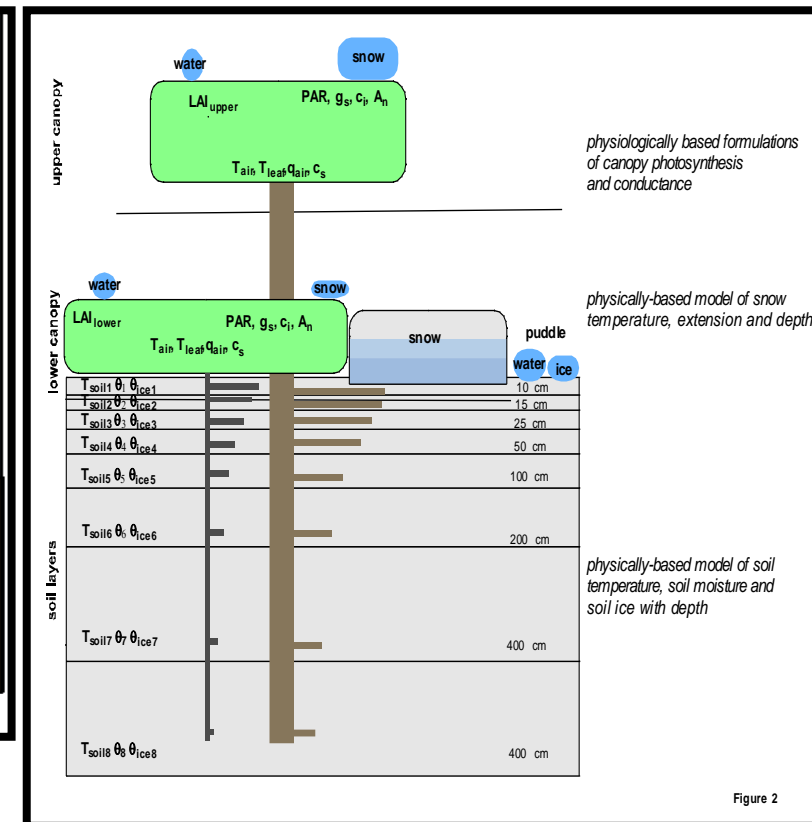 water
snow
upper canopy
LAIupper
PAR, gs, ci, An
Tair, Tleaf, qair, cs
physiologically based formulations
of canopy photosynthesis
and conductance
water
snow
lower canopy
LAIlower
PAR, gs, ci, An
Tair, Tleaf, qair, cs
snow
puddle
water
ice
physically-based model of snow
temperature, extension and depth
soil layers
Tsoil1 θ1 θice1
10 cm
Tsoil2 θ2 θice2
15 cm
Tsoil3 θ3 θice3
25 cm
Tsoil4 θ4 θice4
50 cm
Tsoil5 θ5 θice5
100 cm
Tsoil6 θ6 θice6
200 cm
physically-based model of soil
temperature, soil moisture and
soil ice with depth
Tsoil7 θ7 θice7
400 cm
Tsoil8 θ8 θice8
400 cm
Figure 2